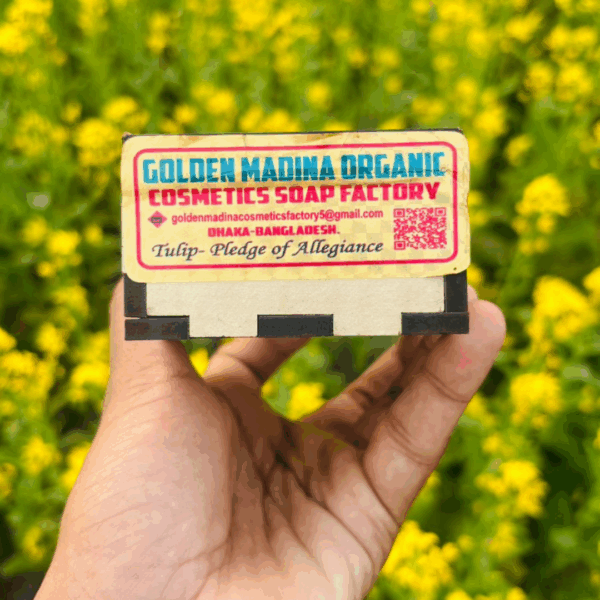 GOLDEN MADINA ORGANIC
COSMETICS SOAP FACTORY
goldenmadinacosmeticsfactory5@gmail.com
DHAKA-BANGLADESH.
Tulip- Pledge of Allegiance